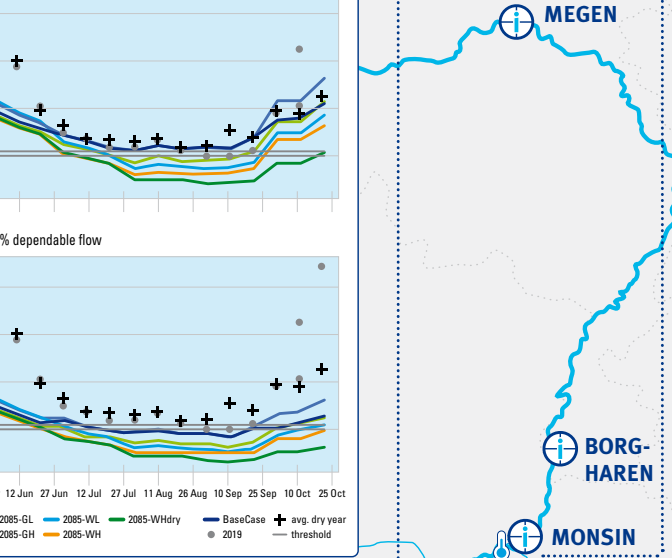 MEGEN
% dependable flow
12 Jun 27 Jun 12 Jul 27 Jul 11 Aug 26 Aug 10 Sep 25 Sep 10 Oct 25 Oct
2085-GL 2085-WL 2085-WHdry BaseCase avg. dry year
2085-GH 2085-WH 2019 threshold
BORG-
HAREN
MONSIN